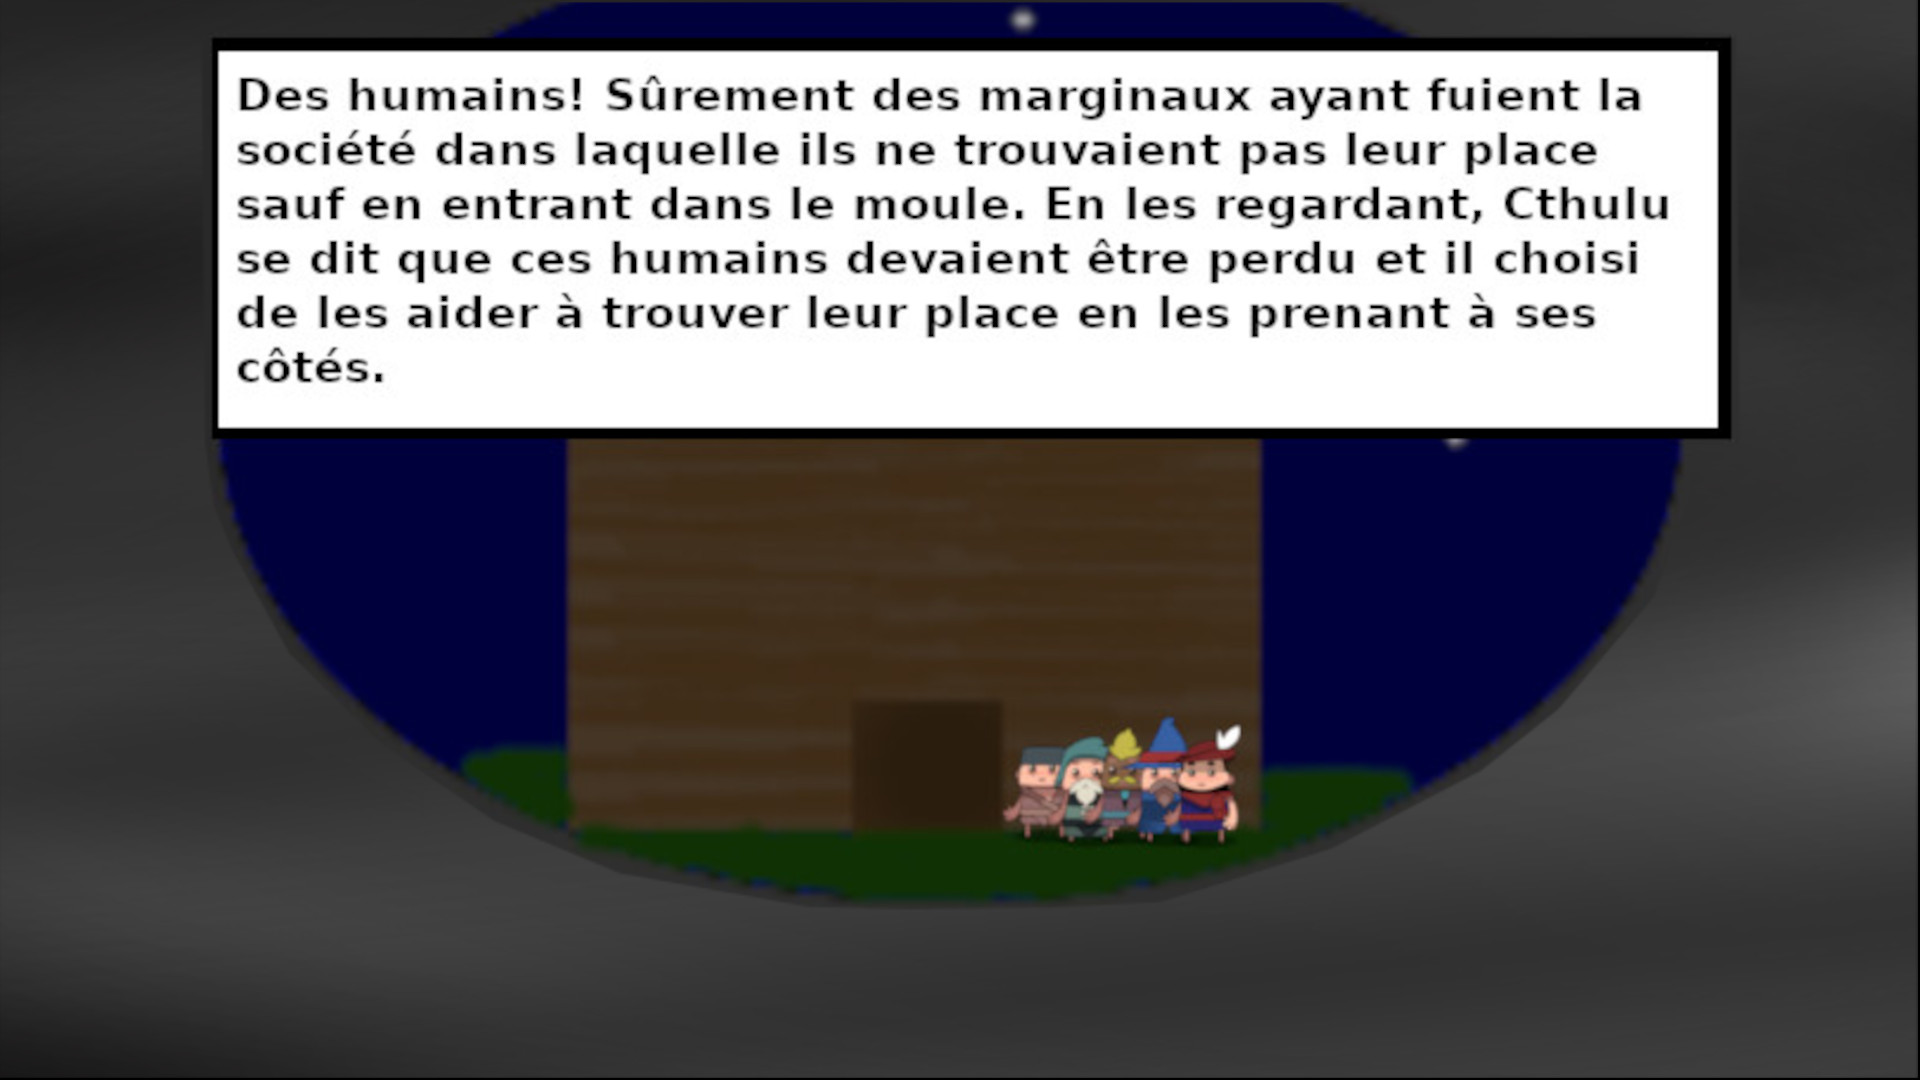 Des humains! Sûrement des marginaux ayant fuient la
société dans laquelle ils ne trouvaient pas leur place
sauf en entrant dans le moule. En les regardant, Cthulu
se dit que ces humains devaient être perdu et il choisi
de les aider à trouver leur place en les prenant à ses
côtés.